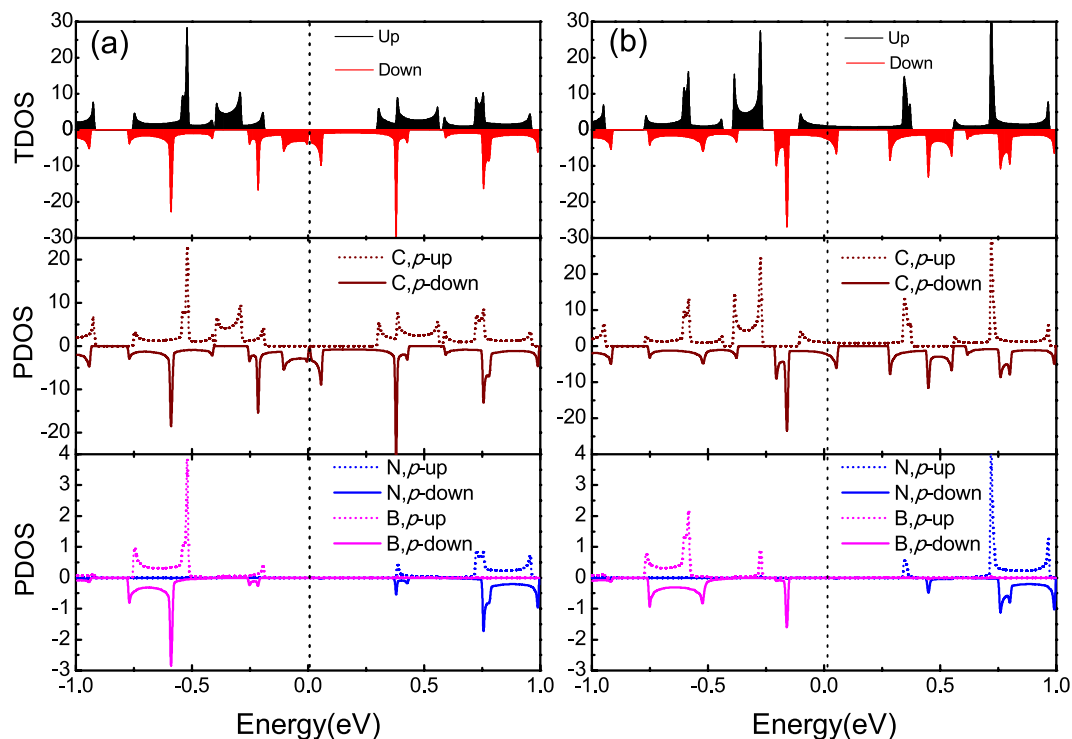 (a)
30
20
10
0
-10
-20
-30
TDOS
Up
Down
20
10
0
-10
-20
PDOS
C,p-up
C,p-down
4
3
2
1
0
-1
-2
-3
PDOS
N,p-up
N,p-down
B,p-up
B,p-down
-1.0 -0.5 0.0 0.5 1.0
Energy(eV)
(b)
30
20
10
0
-10
-20
-30
Up
Down
20
10
0
-10
-20
C,p-up
C,p-down
4
3
2
1
0
-1
-2
-3
N,p-up
N,p-down
B,p-up
B,p-down
-1.0 -0.5 0.0 0.5 1.0
Energy(eV)